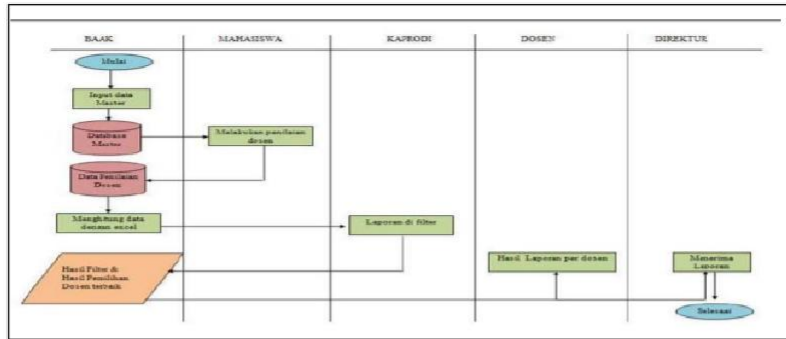 BAAK MAHASISWA KAPRODI DOSEN DIREKTUR
Mulai
Input data
Master
Database
Master
Melakukan penilaian
dosen
Data Penilaian
Dosen
Menghitung data
dengan excel
Laporan di filter
Hasil Filter &
Hasil Pemilihan
Dosen terbaik
Hasil Laporan per dosen
Menerima
Laporan
Selesai